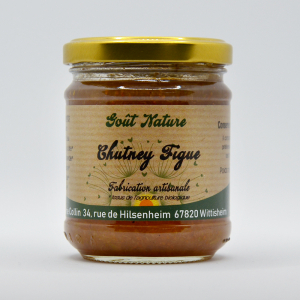 Goût Nature
Chutney Figue
Fabrication artisanale
issue de l'agriculture biologique
Collin 34, rue de Hilsenheim 67820 Wittisheim